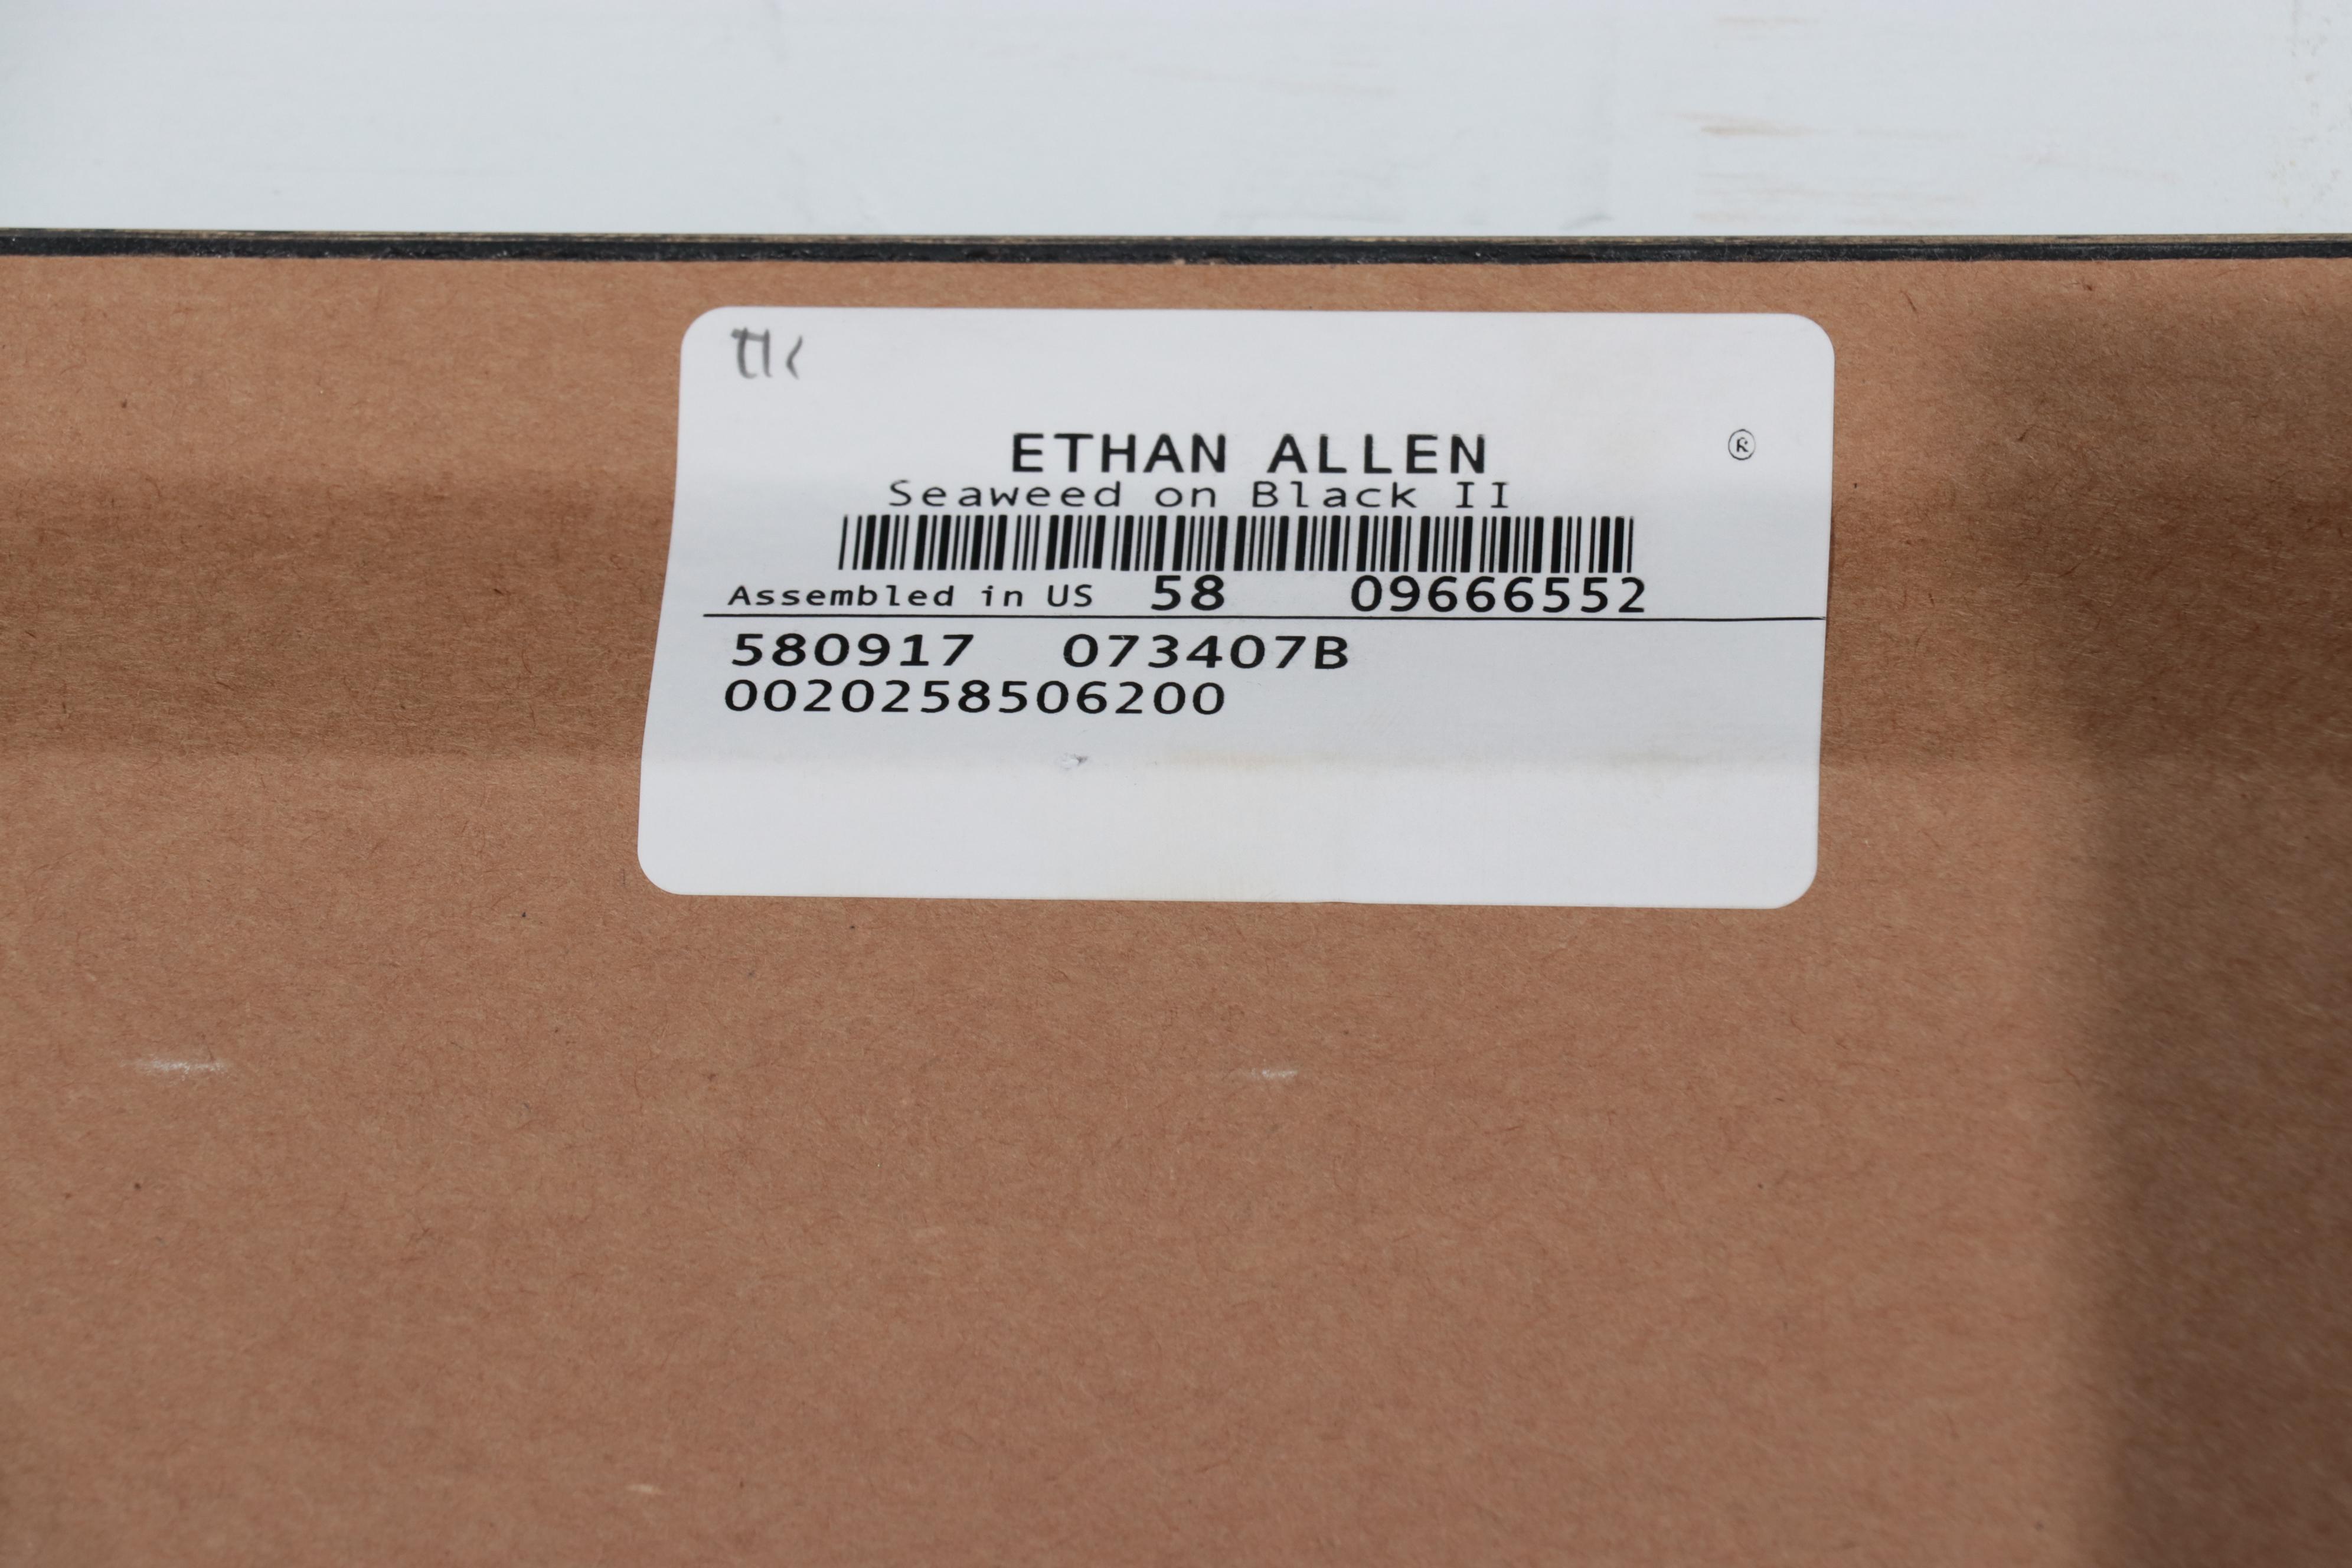 ETHAN ALLEN ®
Seaweed on Black II
Assembled in US 58 09666552
580917 073407B
0020258506200